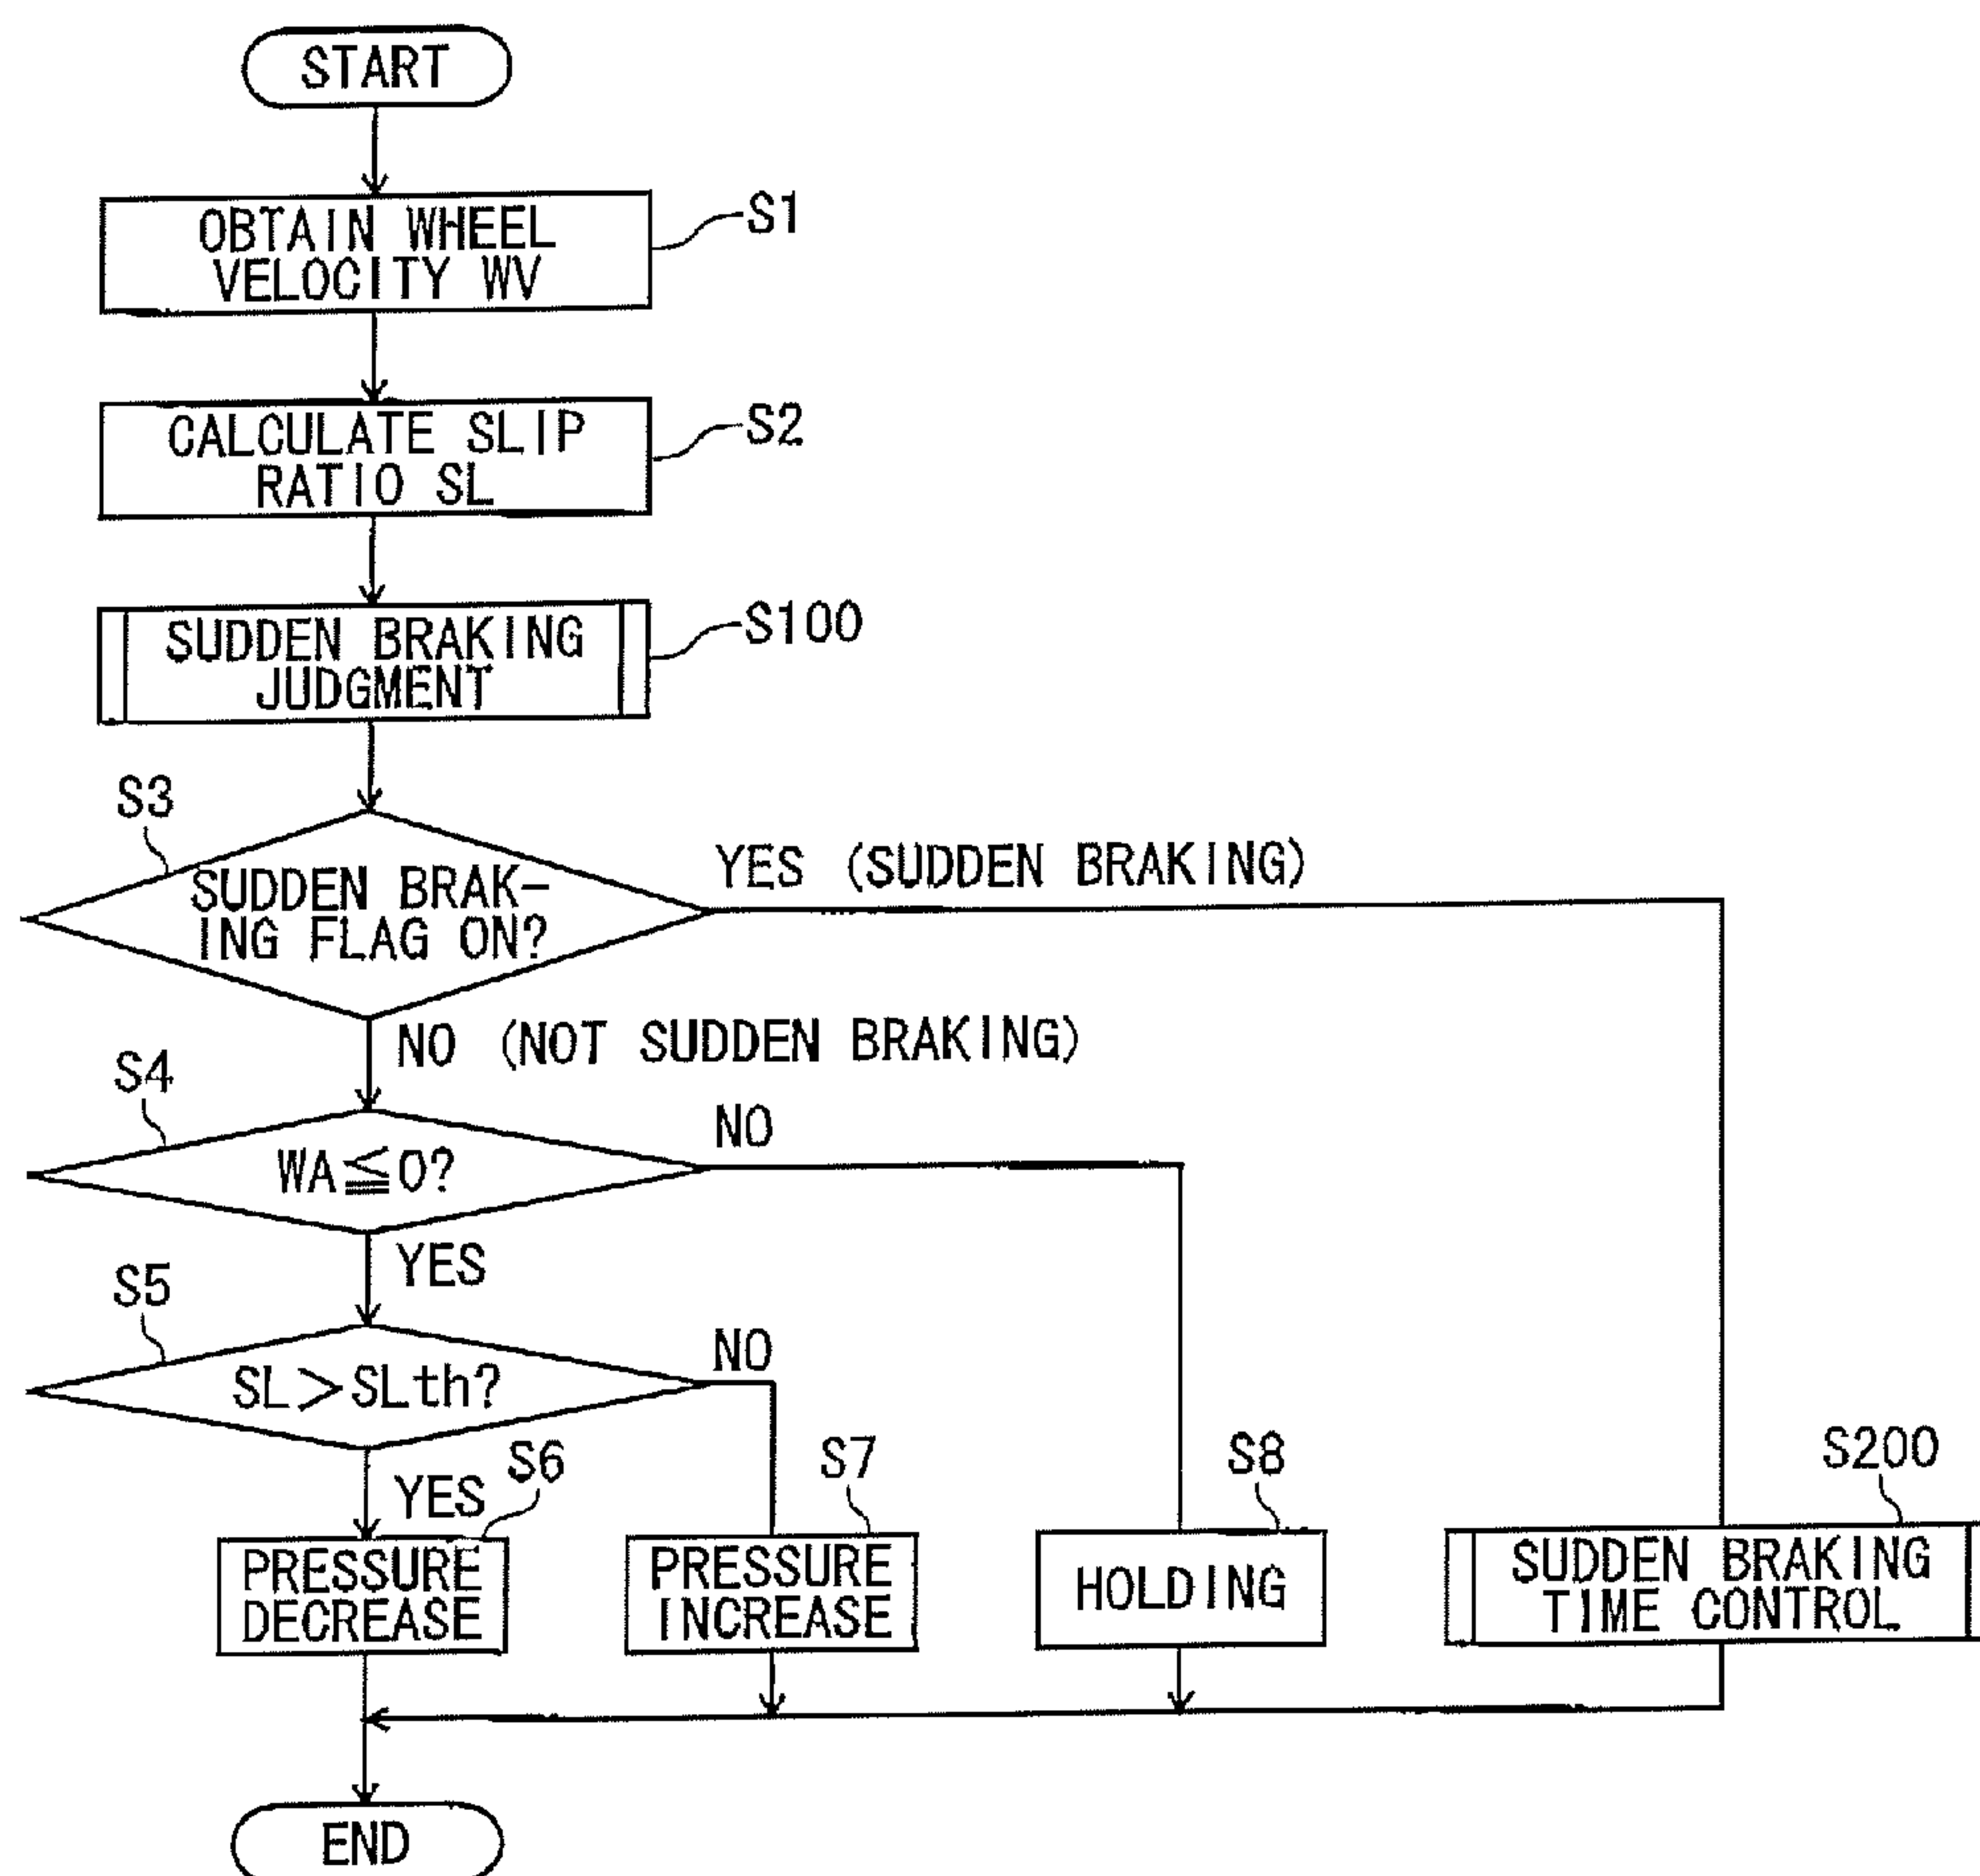 START
OBTAIN WHEEL
VELOCITY WV
S1
CALCULATE SLIP
RATIO SL
S2
SUDDEN BRAKING
JUDGMENT
S100
S3
SUDDEN BRAK-
ING FLAG ON?
YES (SUDDEN BRAKING)
NO (NOT SUDDEN BRAKING)
S4
WA≦0?
NO
YES
S5
SL>SLth?
NO
YES
S6
PRESSURE
DECREASE
S7
PRESSURE
INCREASE
S8
HOLDING
S200
SUDDEN BRAKING
TIME CONTROL
END